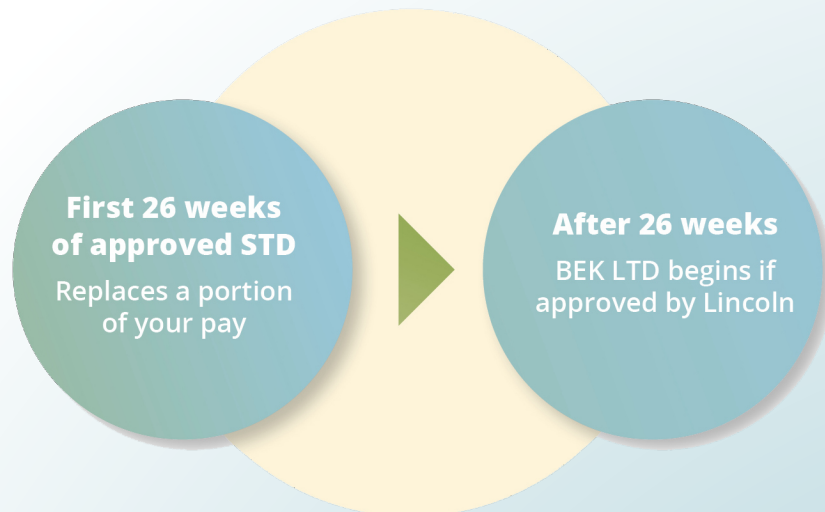 First 26 weeks
of approved STD
Replaces a portion
of your pay
After 26 weeks
BEK LTD begins if
approved by Lincoln